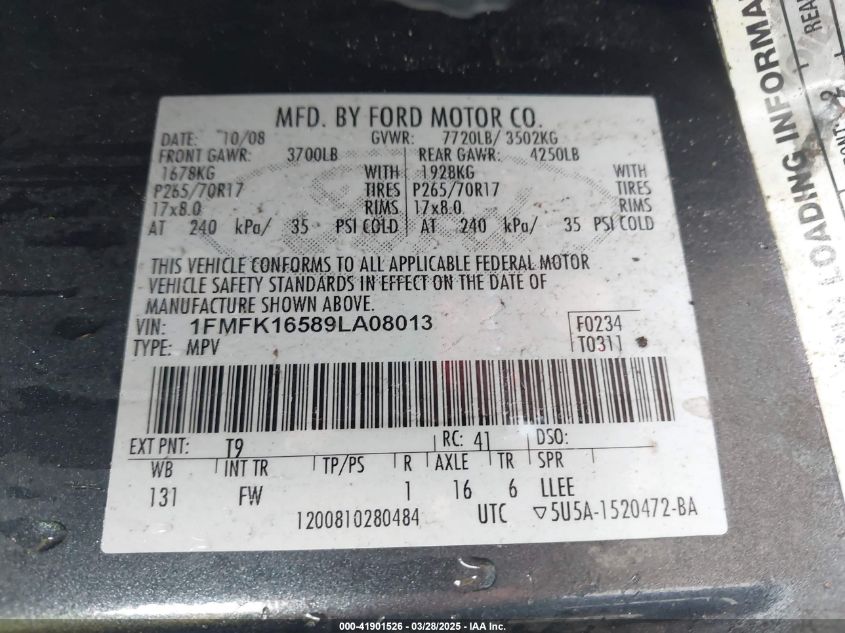 MFD. BY FORD MOTOR CO.
DATE: 10/08 GVWR: 7720LB/ 3502KG
FRONT GAWR: 3700LB REAR GAWR: 4250LB
1678KG WITH 1928KG WITH
P265/70R17 TIRES P265/70R17 TIRES
17x8.0 RIMS 17x8.0 RIMS
AT 240 kPa/ 35 PSI COLD AT 240 kPa/ 35 PSI COLD
THIS VEHICLE CONFORMS TO ALL APPLICABLE FEDERAL MOTOR
VEHICLE SAFETY STANDARDS IN EFFECT ON THE DATE OF
MANUFACTURE SHOWN ABOVE.
VIN: 1FMFK16589LA08013 F0234
TYPE: MPV T0311
EXT PNT: T9 RC: 41 DSO:
WB INT TR TP/PS R AXLE TR SPR
131 FW 1 16 6 LLEE
1200810280484 UTC ▽5U5A-1520472-BA
LOADING INFORMA
REA
2
000-41901526 - 03/28/2025 - IAA Inc.